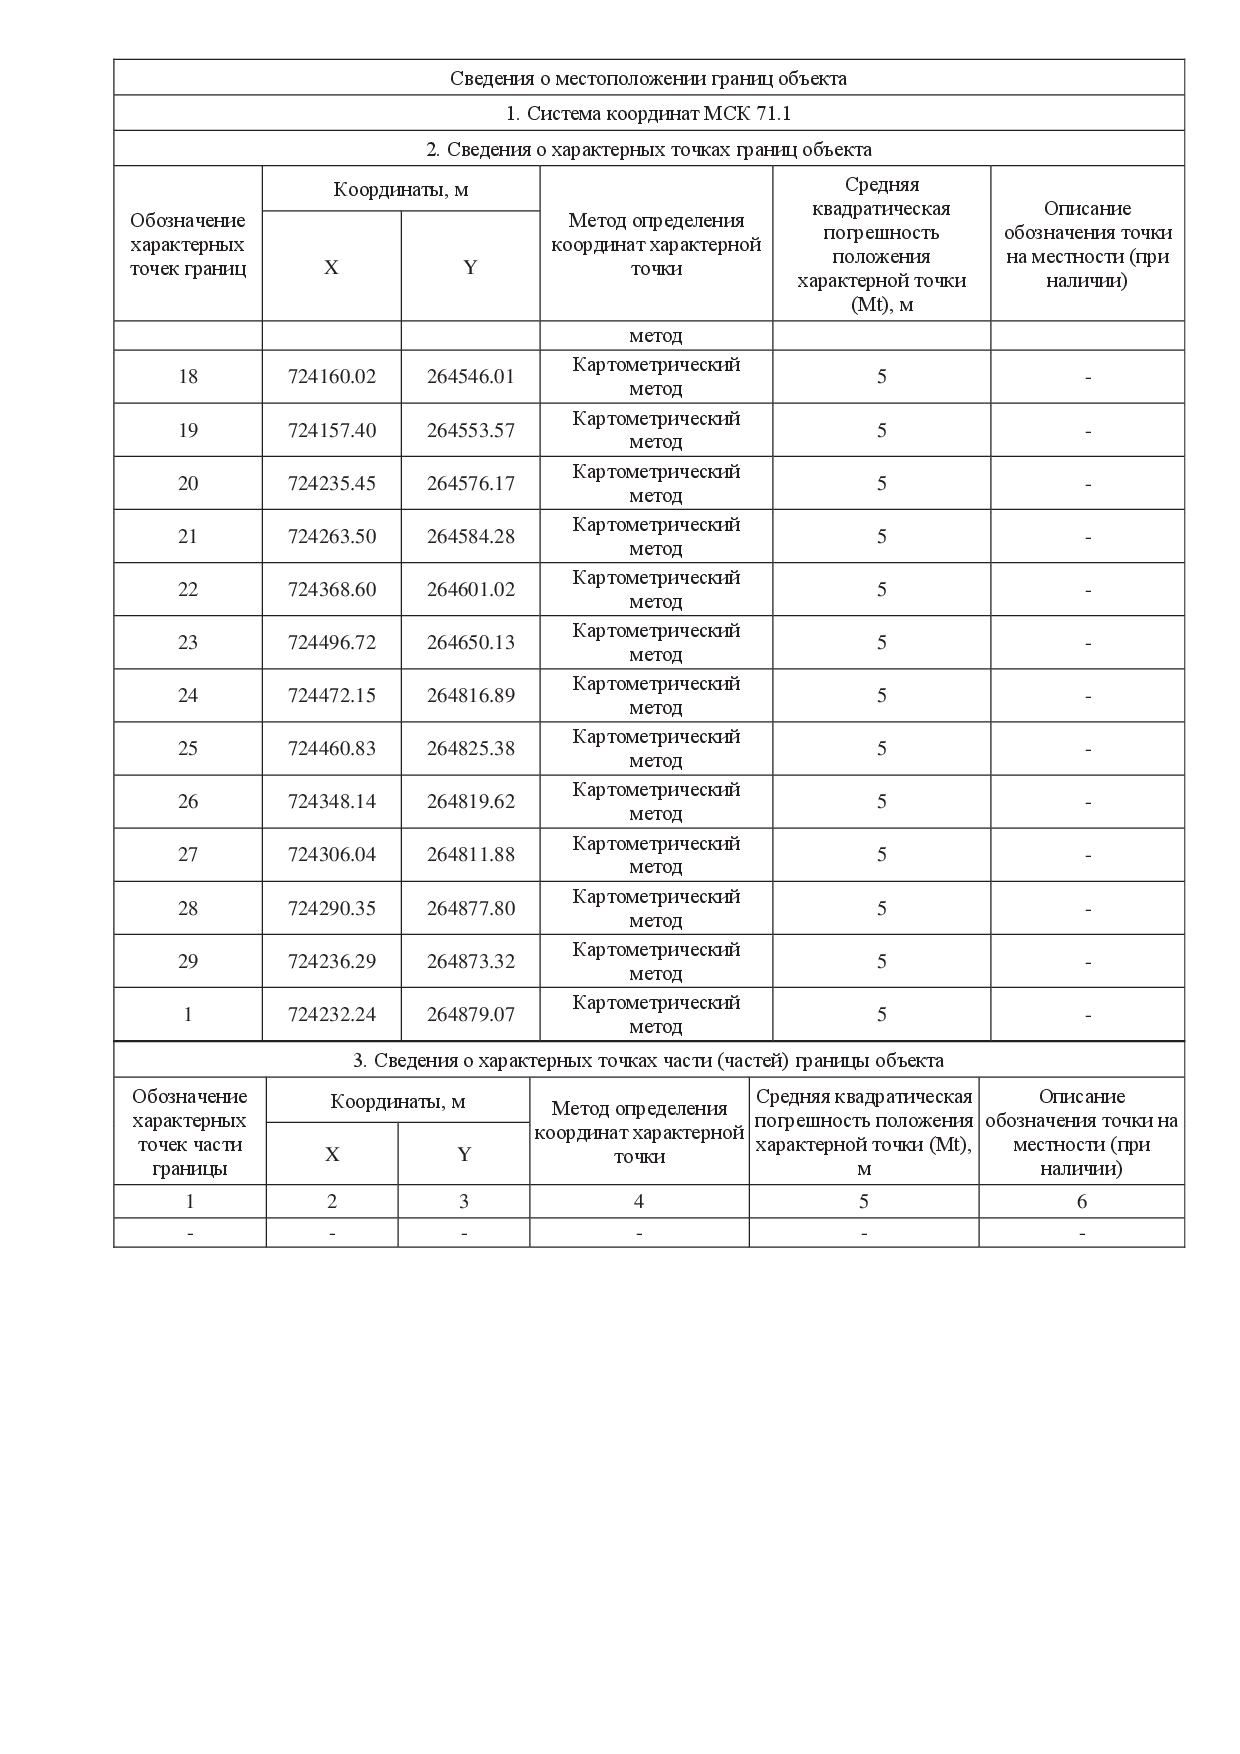 Сведения о местоположении границ объекта
1. Система координат МСК 71.1
2. Сведения о характерных точках границ объекта
Обозначение
характерных
точек границ
Координаты, м
X
Y
Метод определения
координат характерной
точки
Средняя
квадратическая
погрешность
положения
характерной точки
(Mt), м
Описание
обозначения точки
на местности (при
наличии)
метод
18 724160.02 264546.01 Картометрический
метод 5 -
19 724157.40 264553.57 Картометрический
метод 5 -
20 724235.45 264576.17 Картометрический
метод 5 -
21 724263.50 264584.28 Картометрический
метод 5 -
22 724368.60 264601.02 Картометрический
метод 5 -
23 724496.72 264650.13 Картометрический
метод 5 -
24 724472.15 264816.89 Картометрический
метод 5 -
25 724460.83 264825.38 Картометрический
метод 5 -
26 724348.14 264819.62 Картометрический
метод 5 -
27 724306.04 264811.88 Картометрический
метод 5 -
28 724290.35 264877.80 Картометрический
метод 5 -
29 724236.29 264873.32 Картометрический
метод 5 -
1 724232.24 264879.07 Картометрический
метод 5 -
3. Сведения о характерных точках части (частей) границы объекта
Обозначение
характерных
точек части
границы
Координаты, м
X
Y
Метод определения
координат характерной
точки
Средняя квадратическая
погрешность положения
характерной точки (Mt),
м
Описание
обозначения точки на
местности (при
наличии)
1 2 3 4 5 6
- - - - - -